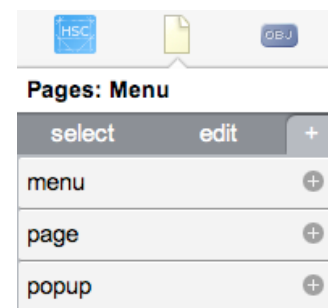 HSC OBJ
Pages: Menu
select edit +
menu
page
popup